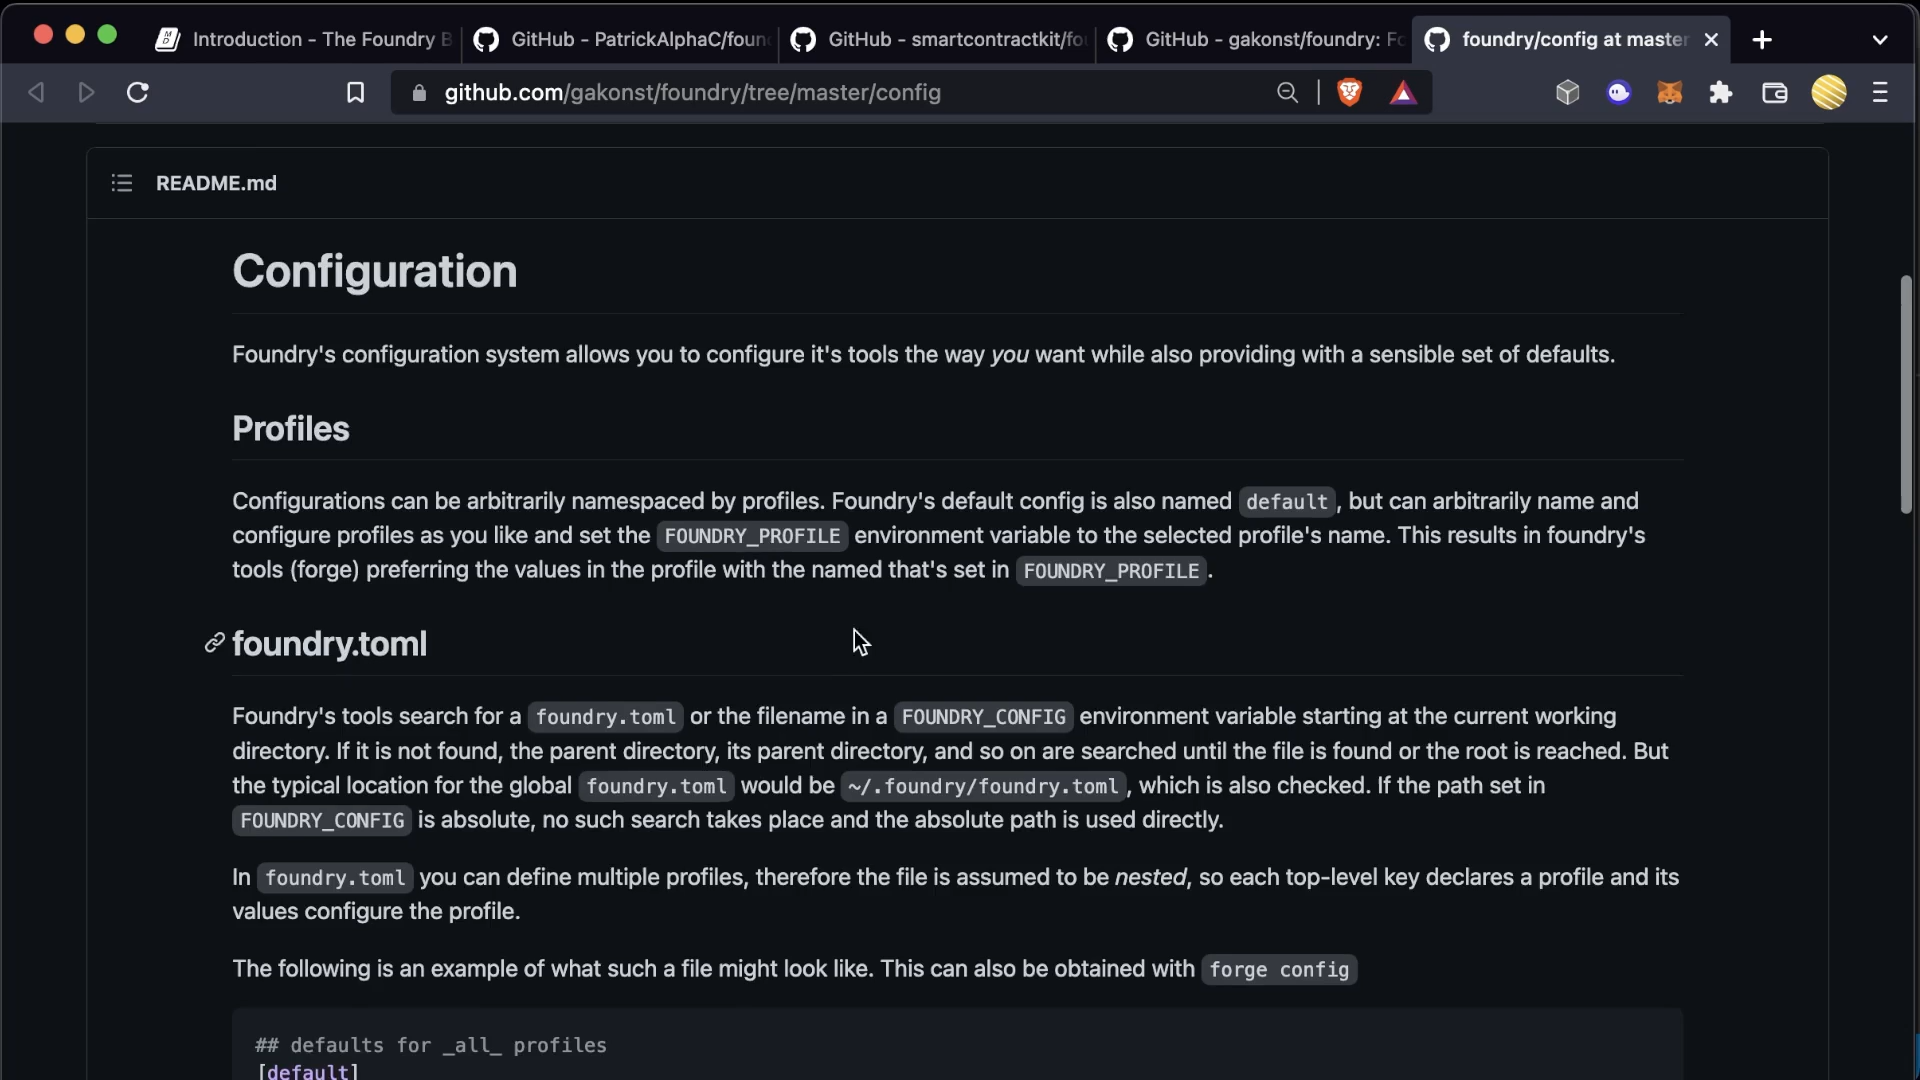 Introduction - The Foundry B
GitHub - PatrickAlphaC/foun
GitHub - smartcontractkit/fou
GitHub - gakonst/foundry: Fo
foundry/config at master
github.com/gakonst/foundry/tree/master/config
README.md
Configuration
Foundry's configuration system allows you to configure it's tools the way you want while also providing with a sensible set of defaults.
Profiles
Configurations can be arbitrarily namespaced by profiles. Foundry's default config is also named default, but can arbitrarily name and
configure profiles as you like and set the FOUNDRY_PROFILE environment variable to the selected profile's name. This results in foundry's
tools (forge) preferring the values in the profile with the named that's set in FOUNDRY_PROFILE.
foundry.toml
Foundry's tools search for a foundry.toml or the filename in a FOUNDRY_CONFIG environment variable starting at the current working
directory. If it is not found, the parent directory, its parent directory, and so on are searched until the file is found or the root is reached. But
the typical location for the global foundry.toml would be ~/.foundry/foundry.toml, which is also checked. If the path set in
FOUNDRY_CONFIG is absolute, no such search takes place and the absolute path is used directly.
In foundry.toml you can define multiple profiles, therefore the file is assumed to be nested, so each top-level key declares a profile and its
values configure the profile.
The following is an example of what such a file might look like. This can also be obtained with forge config
## defaults for _all_ profiles
[default]